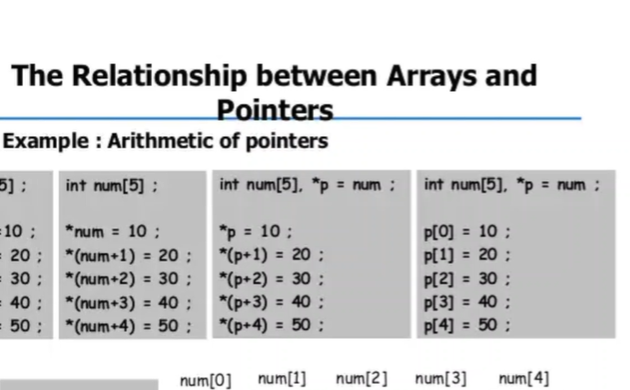 The Relationship between Arrays and
Pointers
Example : Arithmetic of pointers
5] ;
=10 ;
= 20 ;
= 30 ;
= 40 ;
= 50 ;
int num[5] ;
*num = 10 ;
*(num+1) = 20 ;
*(num+2) = 30 ;
*(num+3) = 40 ;
*(num+4) = 50 ;
int num[5], *p = num ;
*p = 10 ;
*(p+1) = 20 ;
*(p+2) = 30 ;
*(p+3) = 40 ;
*(p+4) = 50 ;
int num[5], *p = num ;
p[0] = 10 ;
p[1] = 20 ;
p[2] = 30 ;
p[3] = 40 ;
p[4] = 50 ;
num[0] num[1] num[2] num[3] num[4]